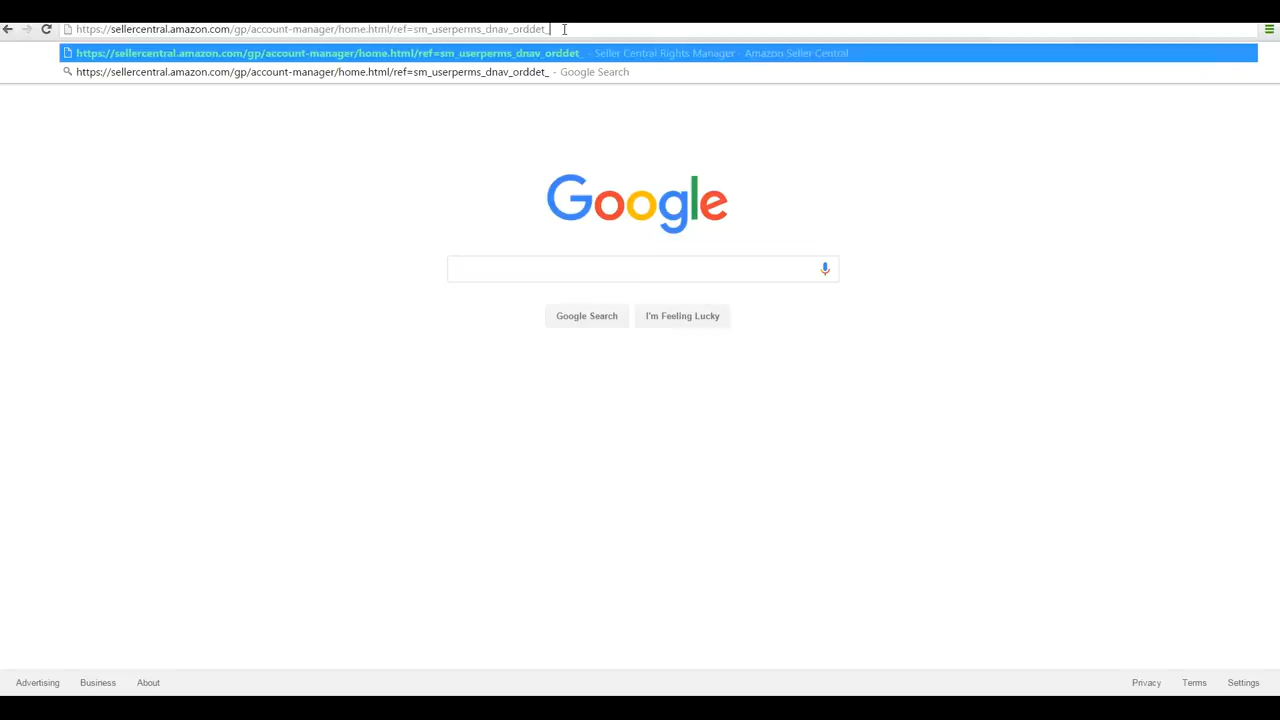 https://sellercentral.amazon.com/gp/account-manager/home.html/ref=sm_userperms_dnav_orddet_
https://sellercentral.amazon.com/gp/account-manager/home.html/ref=sm_userperms_dnav_orddet_ - Seller Central Rights Manager - Amazon Seller Central
https://sellercentral.amazon.com/gp/account-manager/home.html/ref=sm_userperms_dnav_orddet_ - Google Search
Google
Google Search I'm Feeling Lucky
Advertising Business About Privacy Terms Settings